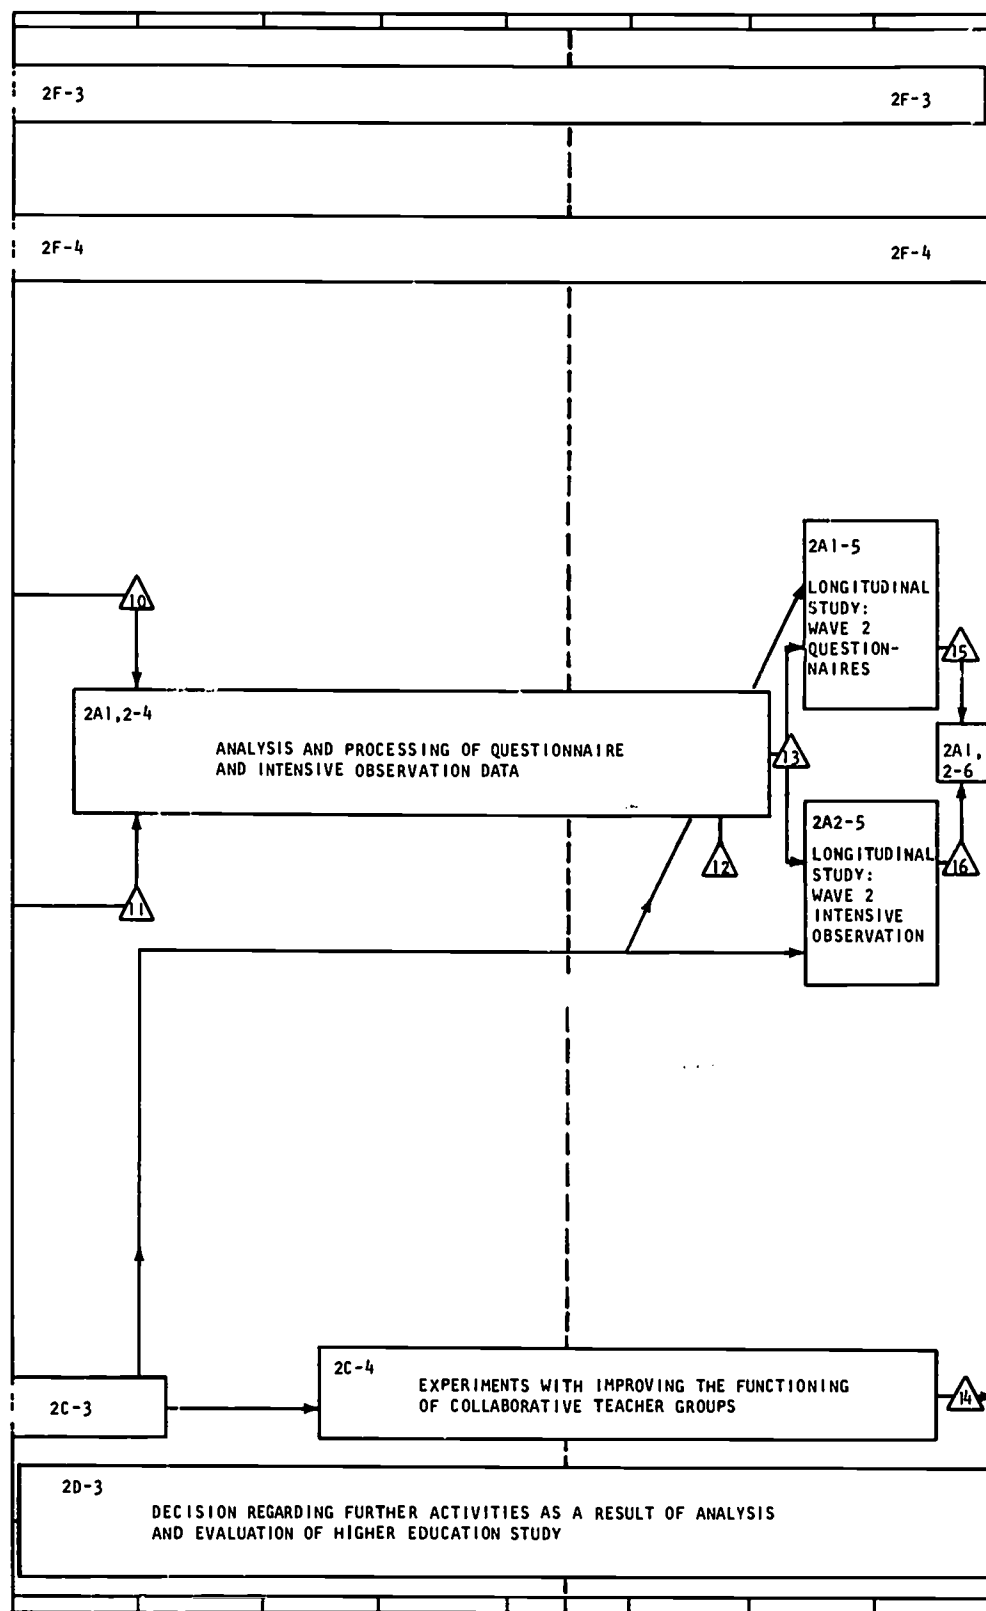 2F-3 2F-3
2F-4 2F-4
2A1-5
LONGITUDINAL
STUDY:
WAVE 2
QUESTION-
NAIRES
10
15
2A1,2-4
ANALYSIS AND PROCESSING OF QUESTIONNAIRE
AND INTENSIVE OBSERVATION DATA
13
2A1,
2-6
2A2-5
LONGITUDINAL
STUDY:
WAVE 2
INTENSIVE
OBSERVATION
12
16
11
2C-4
EXPERIMENTS WITH IMPROVING THE FUNCTIONING
OF COLLABORATIVE TEACHER GROUPS
14
2C-3
2D-3
DECISION REGARDING FURTHER ACTIVITIES AS A RESULT OF ANALYSIS
AND EVALUATION OF HIGHER EDUCATION STUDY